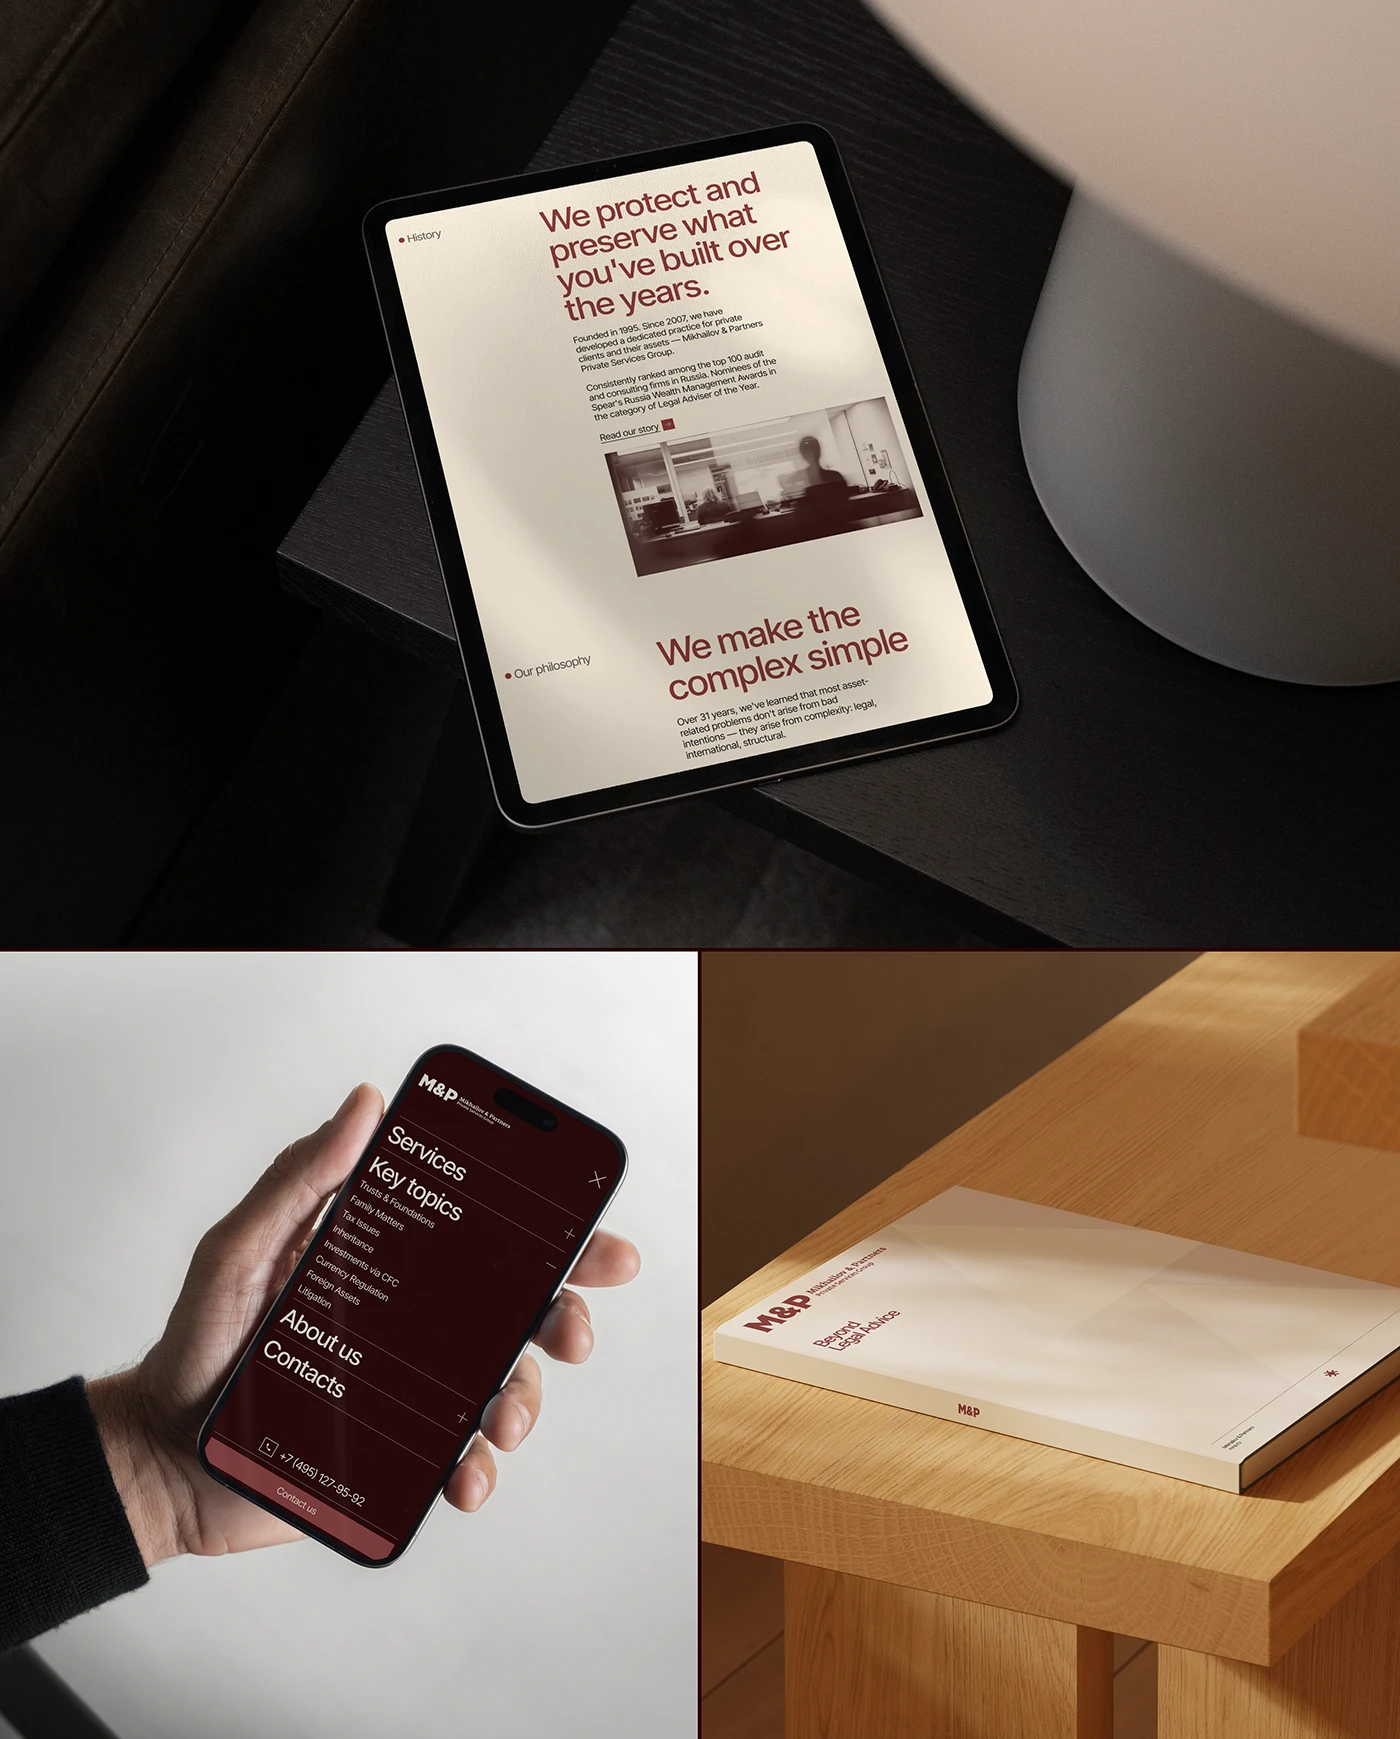 History
We protect and
preserve what
you've built over
the years.
Founded in 1995. Since 2007, we have
developed a dedicated practice for private
clients and their assets — Mikhailov & Partners
Private Services Group.
Consistently ranked among the top 100 audit
and consulting firms in Russia. Nominees of the
Spear's Russia Wealth Management Awards in
the category of Legal Adviser of the Year.
Read our story
Our philosophy
We make the
complex simple
Over 31 years, we've learned that most asset-
related problems don't arise from bad
intentions — they arise from complexity: legal,
international, structural.
M&P
Mikhailov & Partners
Private Services Group
Services
Key topics
Trusts & Foundations
Family Matters
Tax Issues
Inheritance
Investments via CFC
Currency Regulation
Foreign Assets
Litigation
About us
Contacts
+7 (495) 127-95-92
Contact us
M&P
Mikhailov & Partners
Private Services Group
Beyond
Legal Advice
M&P
Mikhailov & Partners